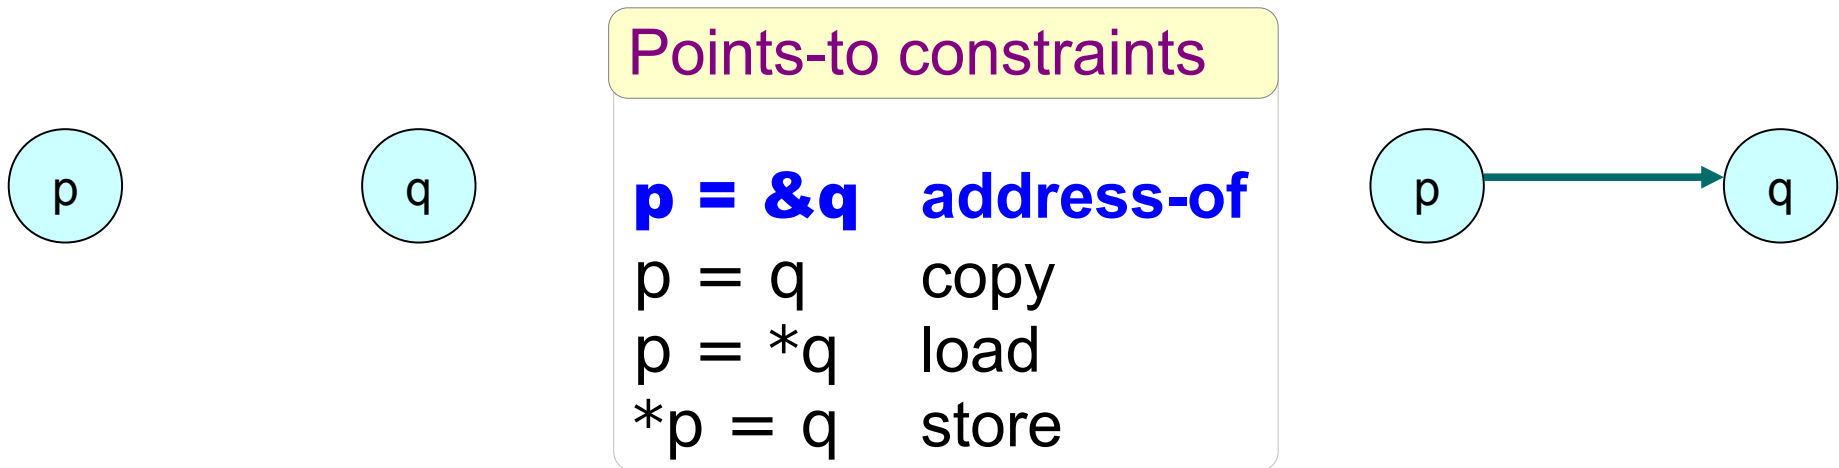 Points-to constraints
p
q
p = &q address-of
p = q copy
p = *q load
*p = q store
p
q